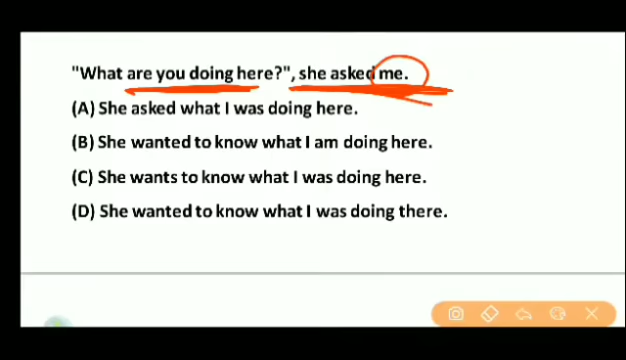 "What are you doing here?", she asked me.
(A) She asked what I was doing here.
(B) She wanted to know what I am doing here.
(C) She wants to know what I was doing here.
(D) She wanted to know what I was doing there.